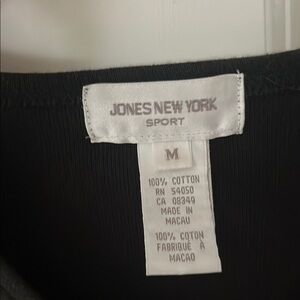 JONES NEW YORK
SPORT
M
100% COTTON
RN 54050
CA 08349
MADE IN
MACAU
100% COTON
FABRIQUÉ À
MACAO